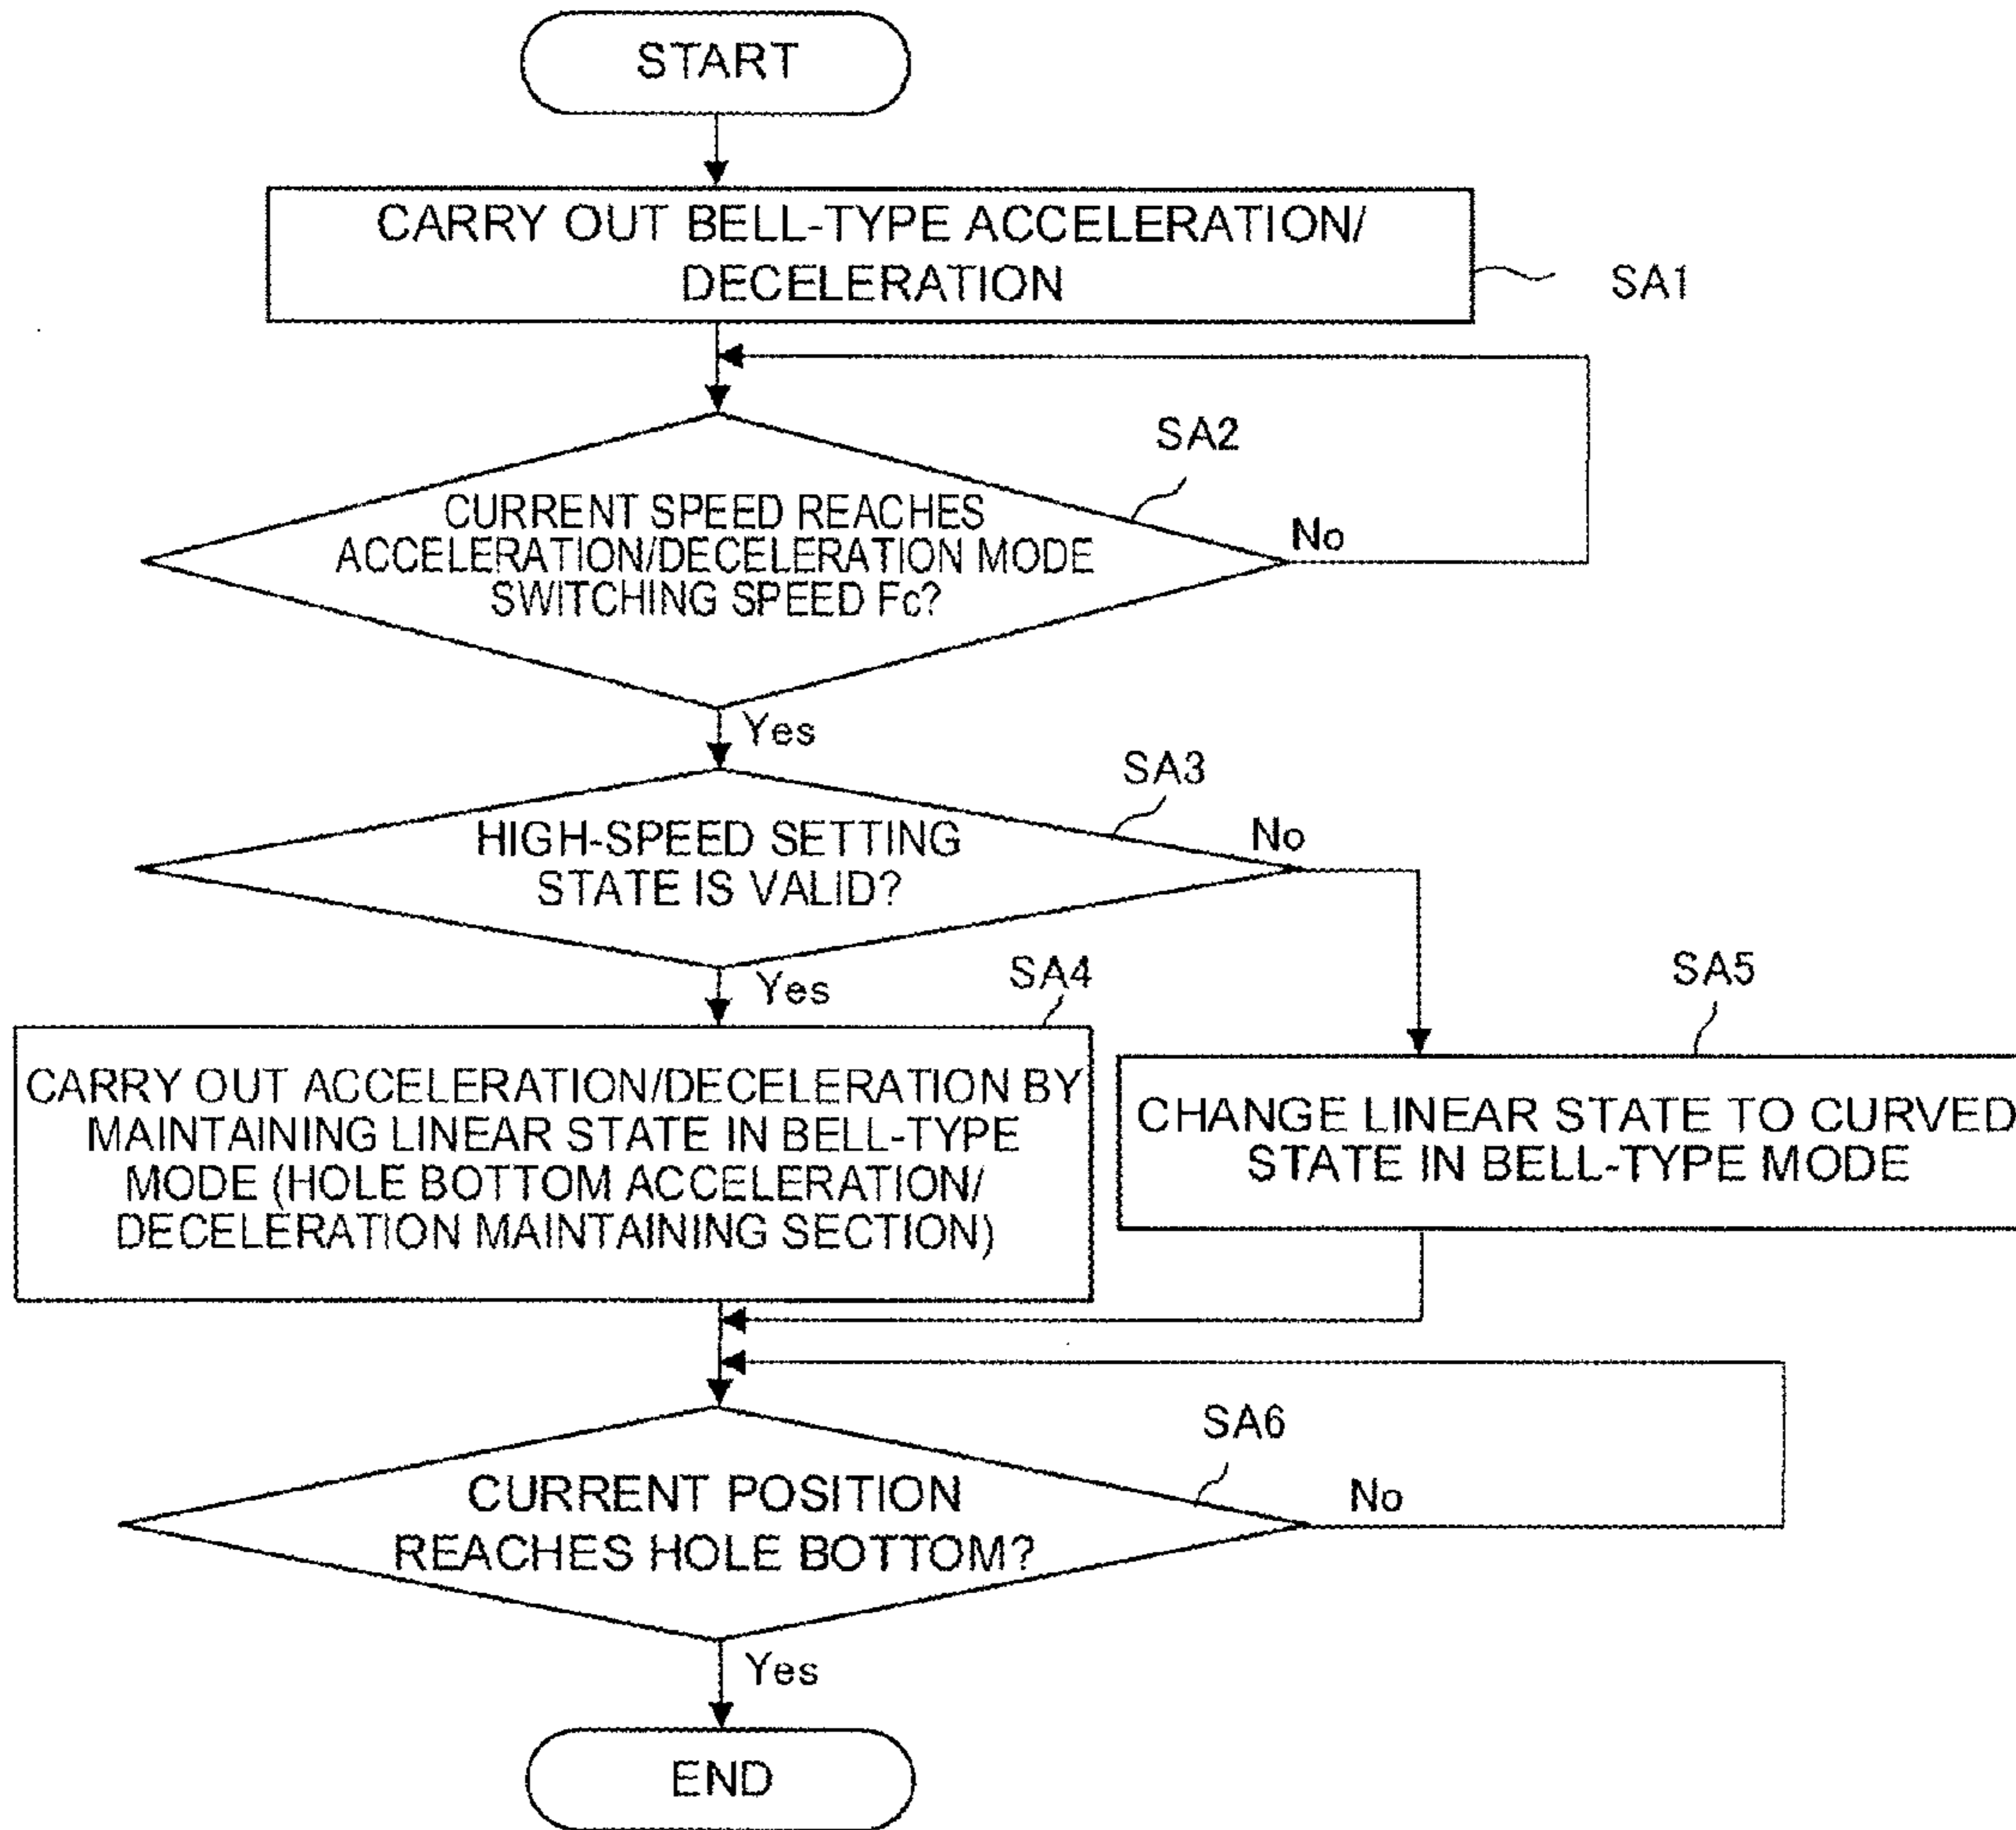 START
CARRY OUT BELL-TYPE ACCELERATION/
DECELERATION
SA1
SA2
CURRENT SPEED REACHES
ACCELERATION/DECELERATION MODE
SWITCHING SPEED Fc?
No
Yes
SA3
HIGH-SPEED SETTING
STATE IS VALID?
No
Yes
SA4
CARRY OUT ACCELERATION/DECELERATION BY
MAINTAINING LINEAR STATE IN BELL-TYPE
MODE (HOLE BOTTOM ACCELERATION/
DECELERATION MAINTAINING SECTION)
SA5
CHANGE LINEAR STATE TO CURVED
STATE IN BELL-TYPE MODE
SA6
CURRENT POSITION
REACHES HOLE BOTTOM?
No
Yes
END